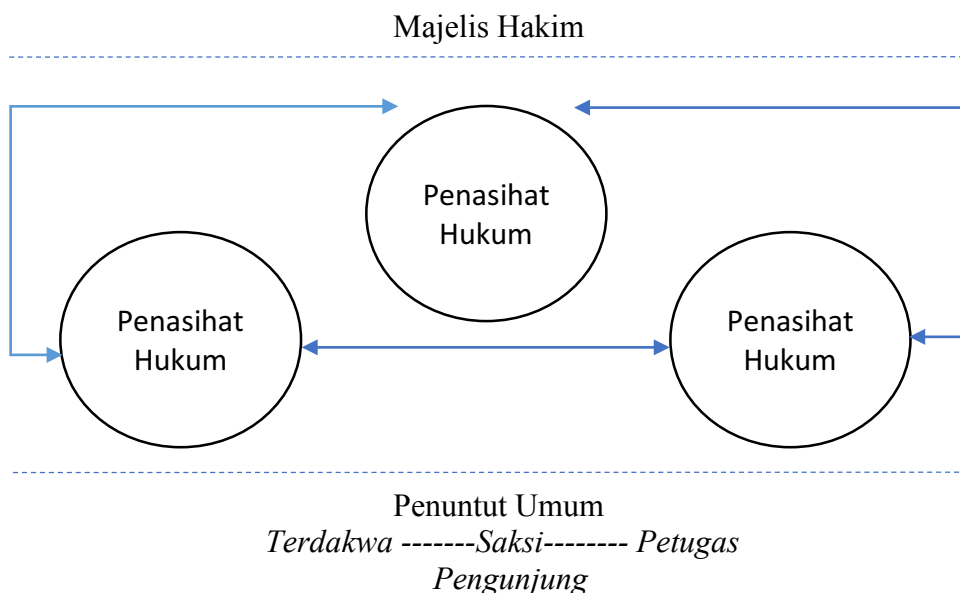 Majelis Hakim
Penasihat
Hukum
Penasihat
Hukum
Penasihat
Hukum
Penuntut Umum
Terdakwa -------Saksi-------- Petugas
Pengunjung